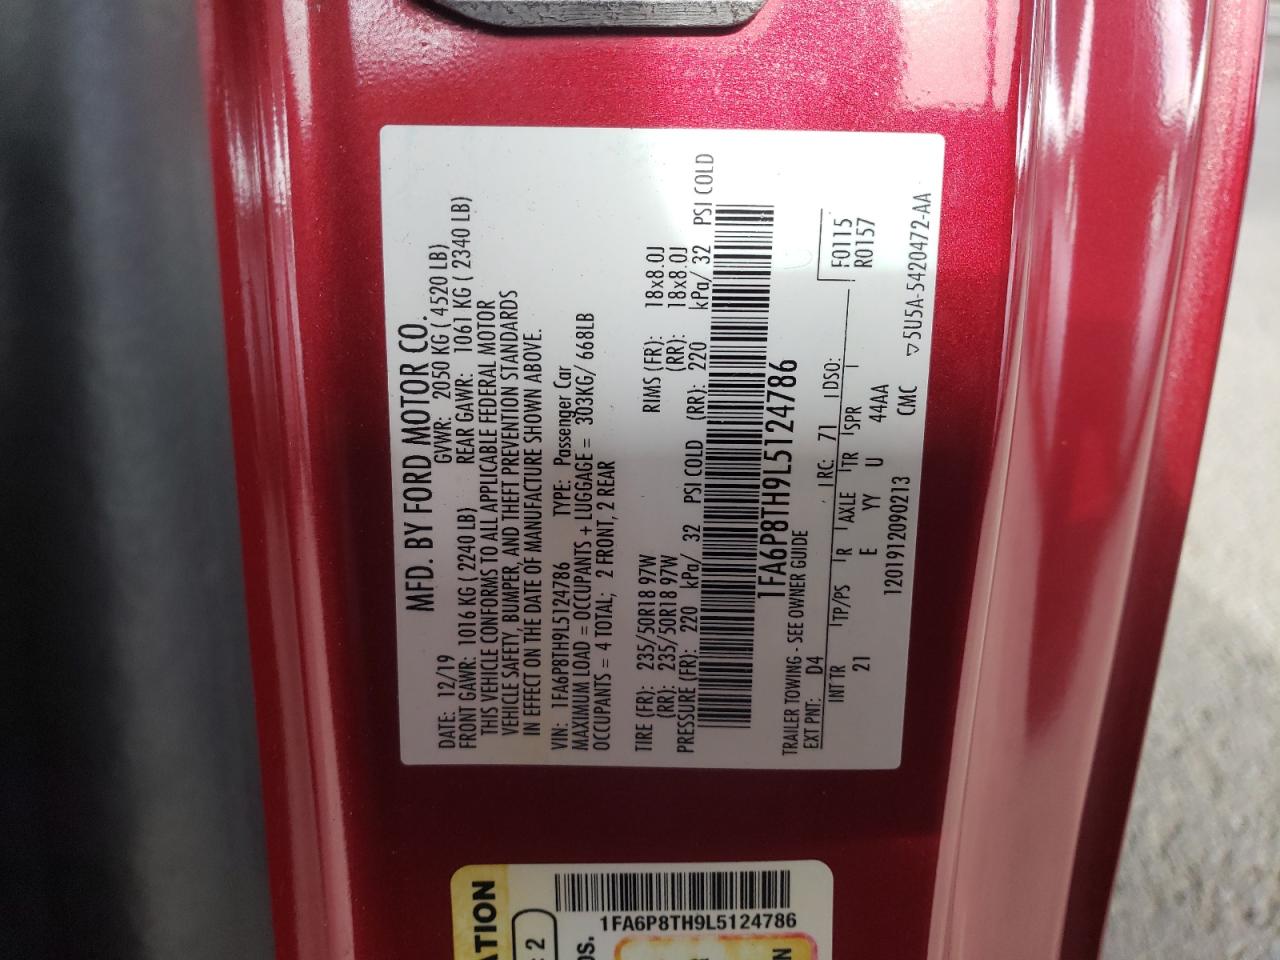 MFD. BY FORD MOTOR CO.
DATE: 12/19 GVWR: 2050 KG ( 4520 LB)
FRONT GAWR: 1016 KG ( 2240 LB) REAR GAWR: 1061 KG ( 2340 LB)
THIS VEHICLE CONFORMS TO ALL APPLICABLE FEDERAL MOTOR
VEHICLE SAFETY, BUMPER, AND THEFT PREVENTION STANDARDS
IN EFFECT ON THE DATE OF MANUFACTURE SHOWN ABOVE.
VIN: 1FA6P8TH9L5124786 TYPE: Passenger Car
MAXIMUM LOAD = OCCUPANTS + LUGGAGE = 303KG/ 668LB
OCCUPANTS = 4 TOTAL; 2 FRONT, 2 REAR
TIRE (FR): 235/50R18 97W RIMS (FR): 18x8.0J
(RR): 235/50R18 97W (RR): 18x8.0J
PRESSURE (FR): 220 kPa/ 32 PSI COLD (RR): 220 kPa/ 32 PSI COLD
1FA6P8TH9L5124786
TRAILER TOWING - SEE OWNER GUIDE
EXT PNT: D4 RC: 71 DSO: F0115
R0157
INT TR TP/PS R AXLE TR SPR
21 E YY U 44AA
1201912090213 CMC ▽5U5A-5420472-AA
ATION
2
1FA6P8TH9L5124786
OS.
N